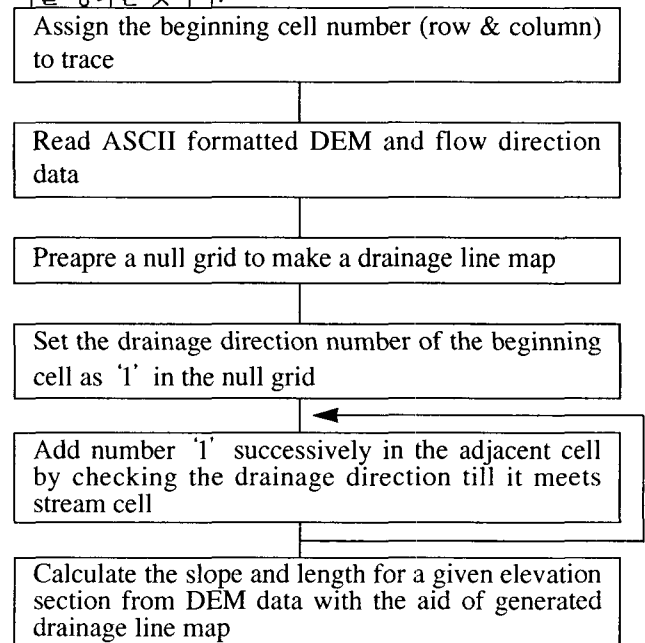 Assign the beginning cell number (row & column)
to trace
Read ASCII formatted DEM and flow direction
data
Preapre a null grid to make a drainage line map
Set the drainage direction number of the beginning
cell as '1' in the null grid
Add number '1' successively in the adjacent cell
by checking the drainage direction till it meets
stream cell
Calculate the slope and length for a given elevation
section from DEM data with the aid of generated
drainage line map